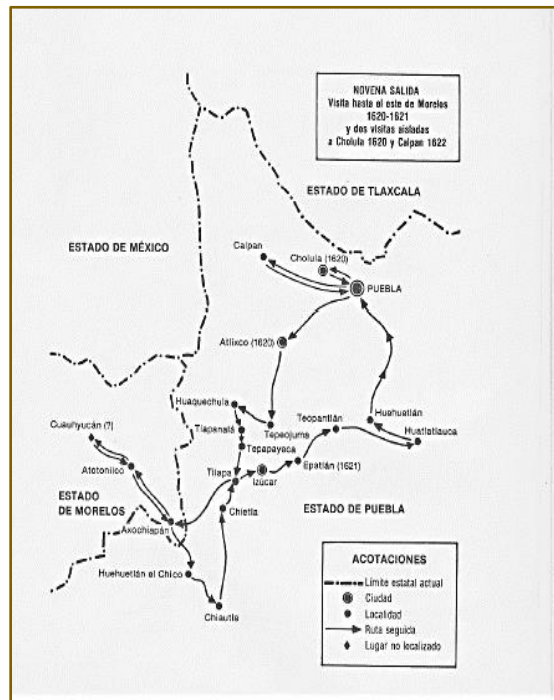 NOVENA SALIDA
Visita hasta el este de Morelos
1620-1621
y dos visitas aisladas
a Cholula 1620 y Calpan 1622
ESTADO DE TLAXCALA
ESTADO DE MÉXICO
Calpan
Cholula (1620)
PUEBLA
Atlixco (1620)
Huaquechula
Tlapanalá
Tepapayeca
Tepeojuma
Teopantlán
Huehuetlán
Huatlatlauca
Cuauhyucán (?)
Atotonilco
Tilapa
Izúcar
Epatlán (1621)
ESTADO
DE MORELOS
Axochiapán
Chietla
ESTADO DE PUEBLA
Huehuetlán el Chico
Chiautla
ACOTACIONES
Límite estatal actual
Ciudad
Localidad
Ruta seguida
Lugar no localizado